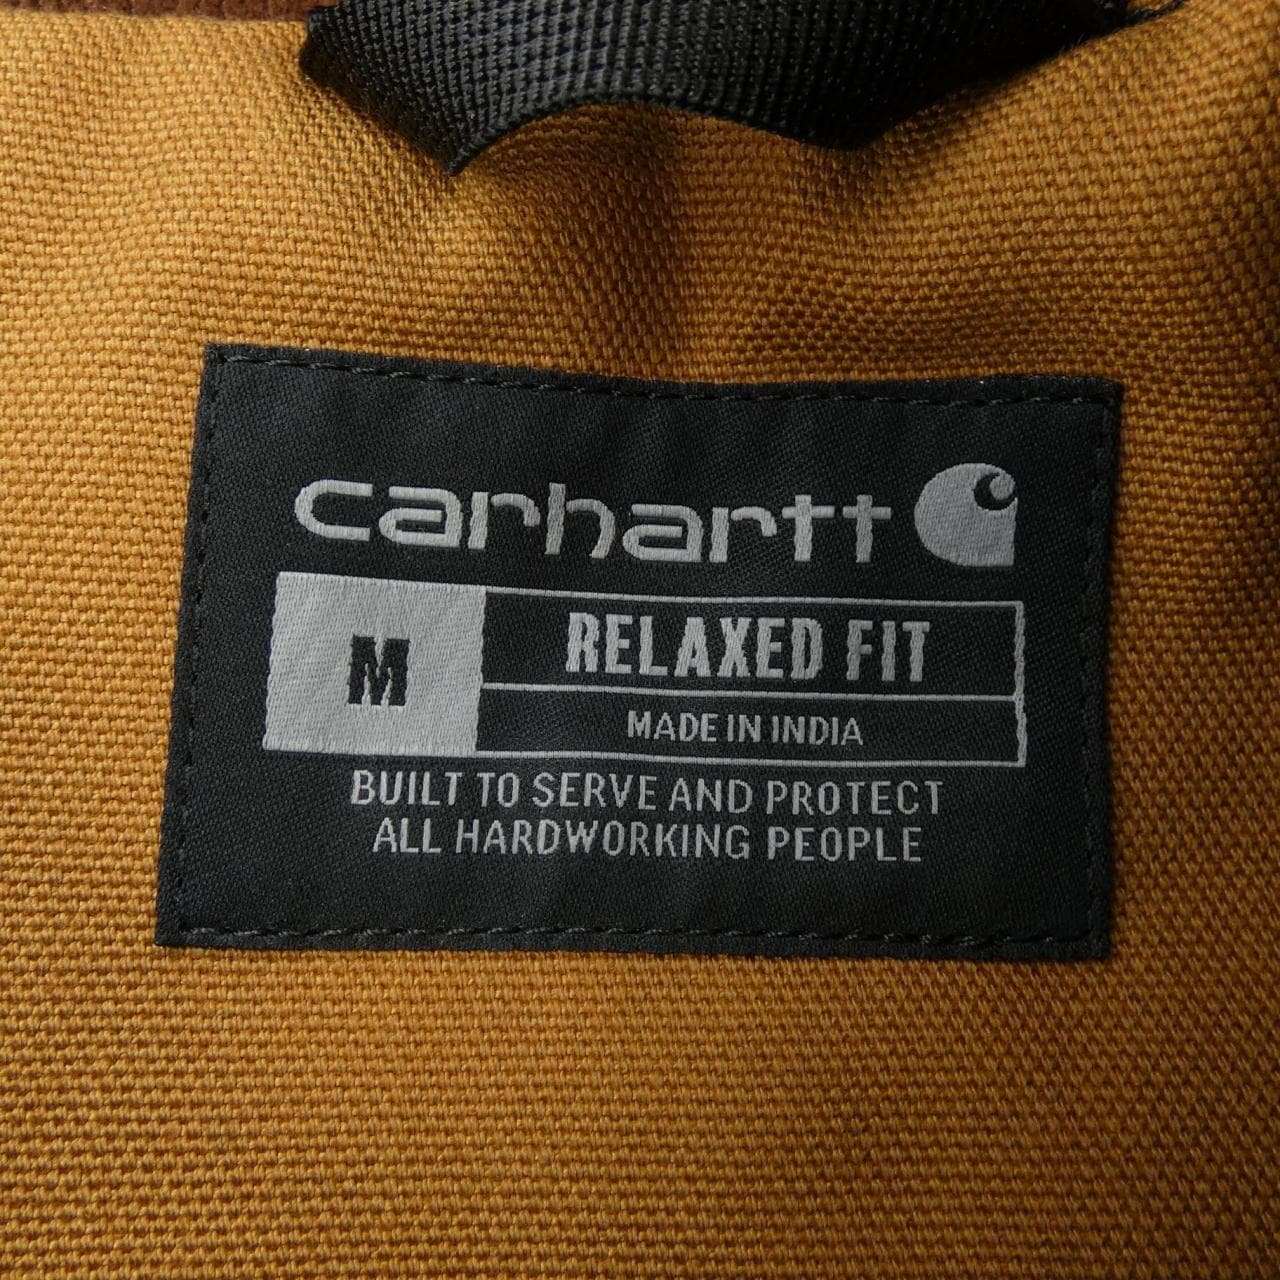 carhartt
M
RELAXED FIT
MADE IN INDIA
BUILT TO SERVE AND PROTECT
ALL HARDWORKING PEOPLE